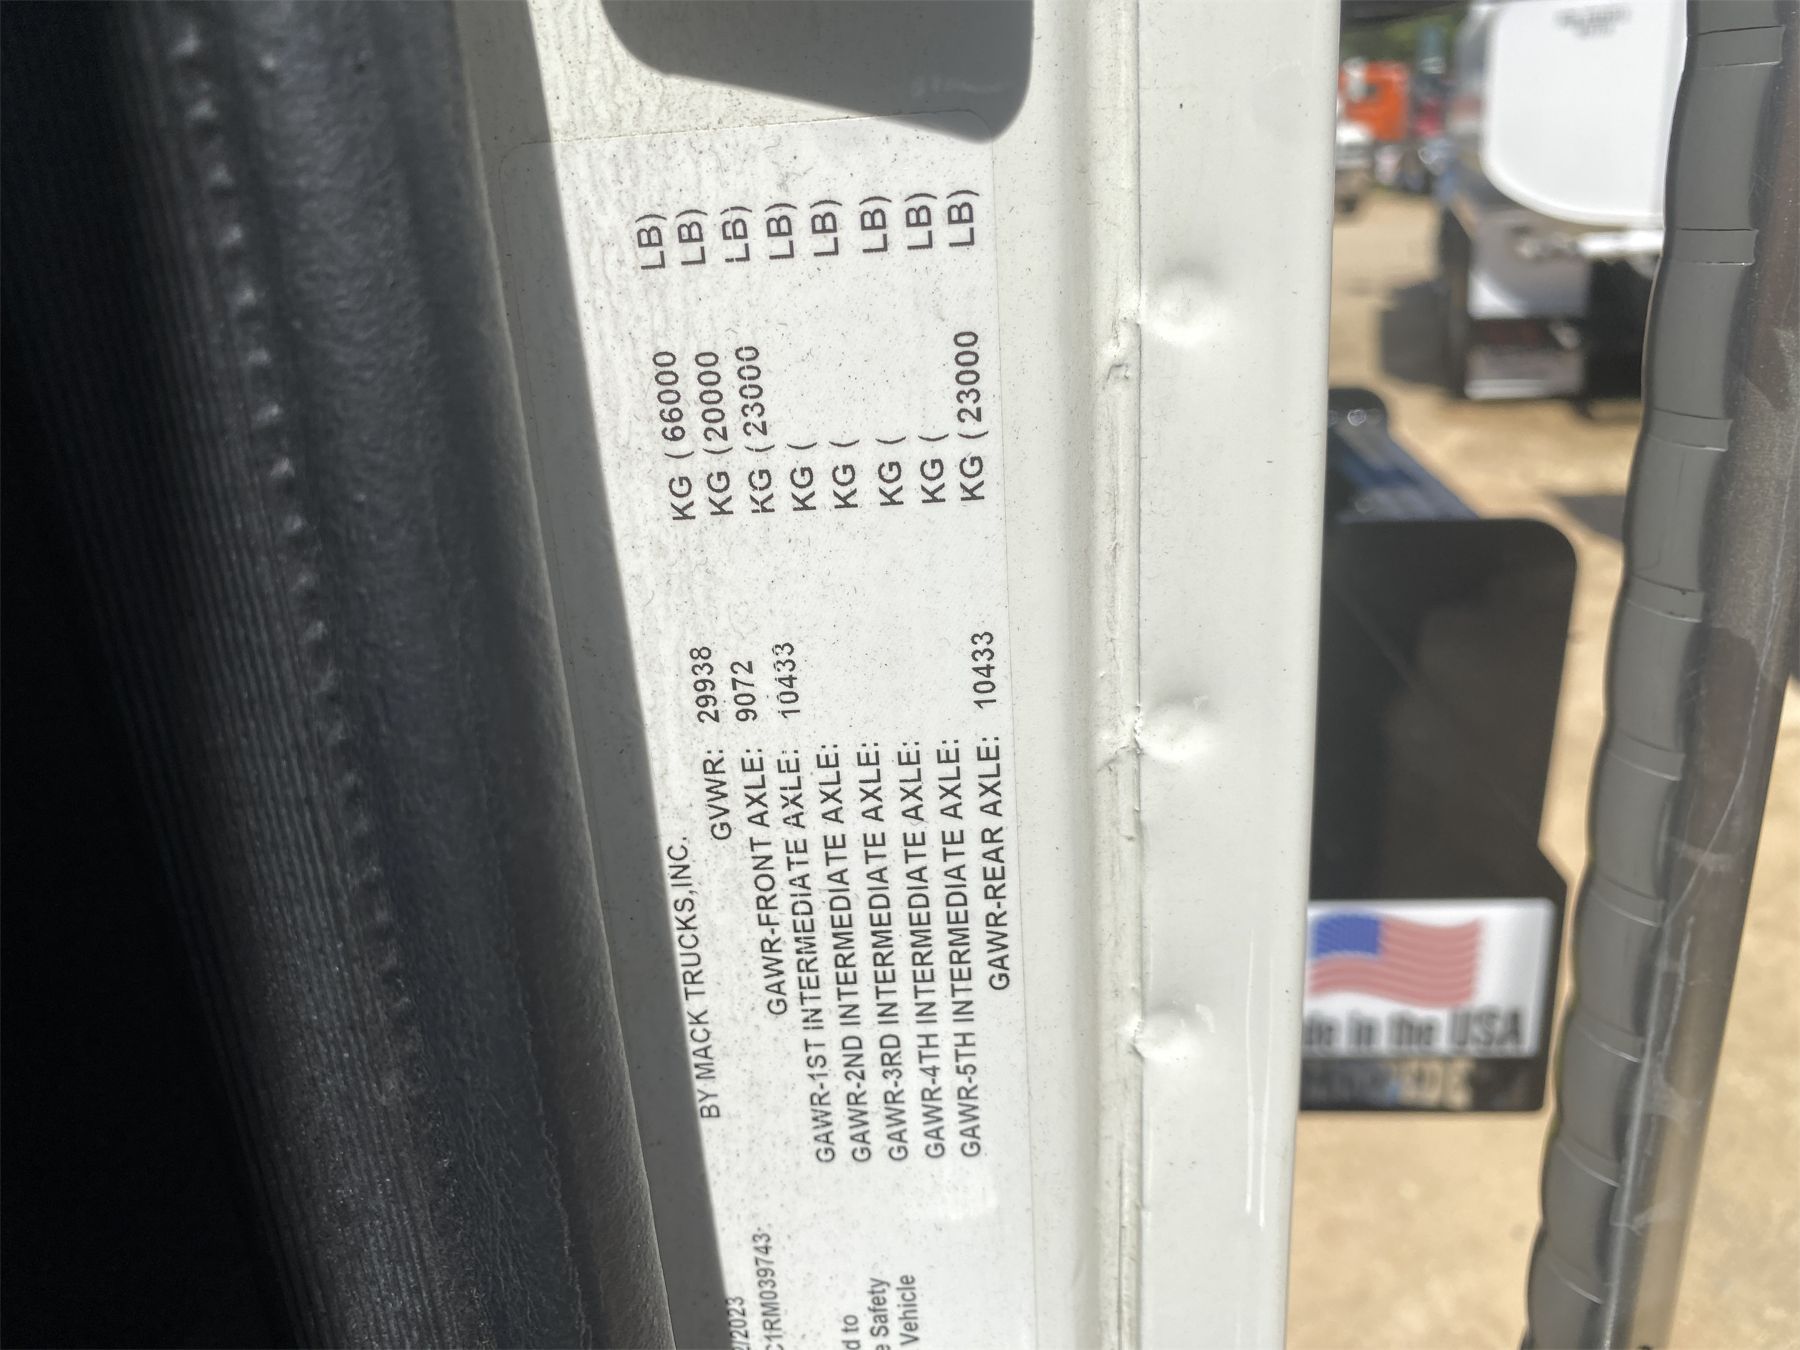 BY MACK TRUCKS,INC.
GVWR: 29938 KG ( 66000 LB)
GAWR-FRONT AXLE: 9072 KG ( 20000 LB)
GAWR-1ST INTERMEDIATE AXLE: 10433 KG ( 23000 LB)
GAWR-2ND INTERMEDIATE AXLE: KG ( LB)
GAWR-3RD INTERMEDIATE AXLE: KG ( LB)
GAWR-4TH INTERMEDIATE AXLE: KG ( LB)
GAWR-5TH INTERMEDIATE AXLE: KG ( LB)
GAWR-REAR AXLE: 10433 KG ( 23000 LB)
2/2023
C1RM039743
d to
e Safety
Vehicle
de in the USA